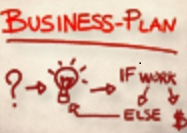 BUSINESS-PLAN
?
IF WORK
ELSE $